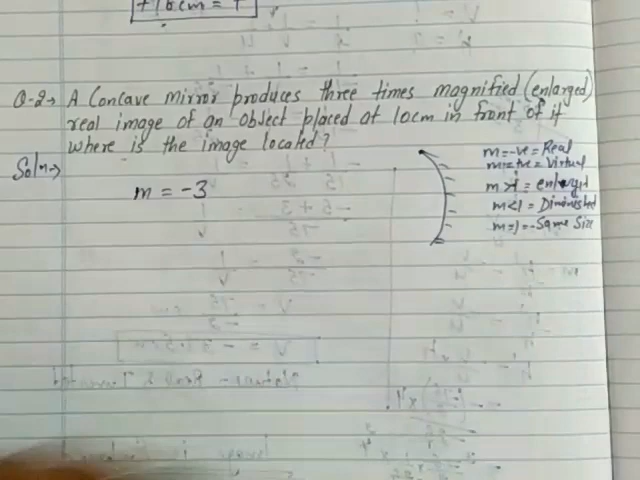 +16cm = f
Q-2→ A Concave mirror produces three times magnified (enlarged)
real image of an object placed at 10cm in front of it
where is the image located?
Soln→
m = -3
m = -ve = Real
m = +ve = Virtual
m>1 = enlarged
m<1 = Diminished
m=1 = Same Size